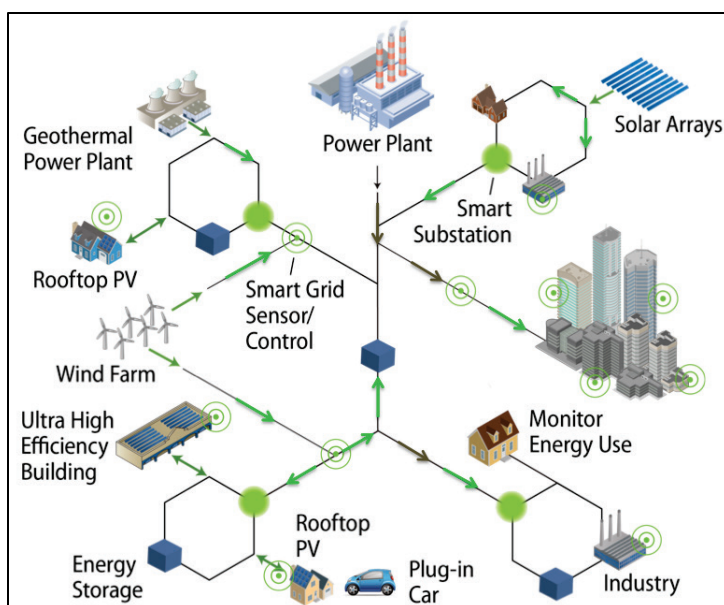 Geothermal
Power Plant
Power Plant
Solar Arrays
Smart
Substation
Rooftop PV
Smart Grid
Sensor/
Control
Wind Farm
Ultra High
Efficiency
Building
Monitor
Energy Use
Energy
Storage
Rooftop
PV
Plug-in
Car
Industry